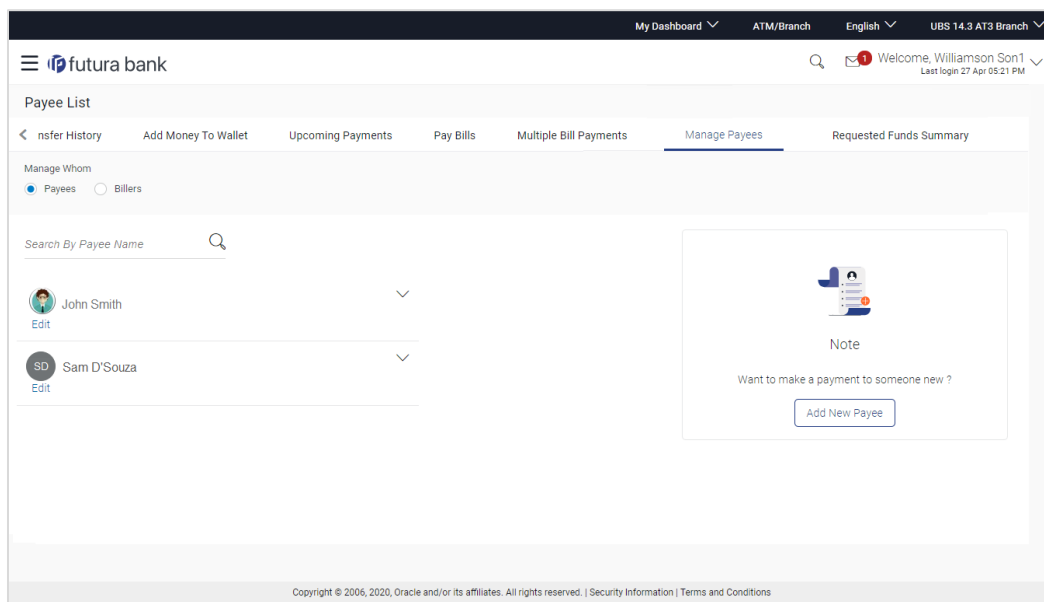 My Dashboard ATM/Branch English UBS 14.3 AT3 Branch
futura bank
1 Welcome, Williamson Son1
Last login 27 Apr 05:21 PM
Payee List
nsfer History Add Money To Wallet Upcoming Payments Pay Bills Multiple Bill Payments Manage Payees Requested Funds Summary
Manage Whom
Payees Billers
Search By Payee Name
John Smith
Edit
SD Sam D'Souza
Edit
Note
Want to make a payment to someone new ?
Add New Payee
Copyright © 2006, 2020, Oracle and/or its affiliates. All rights reserved. | Security Information | Terms and Conditions